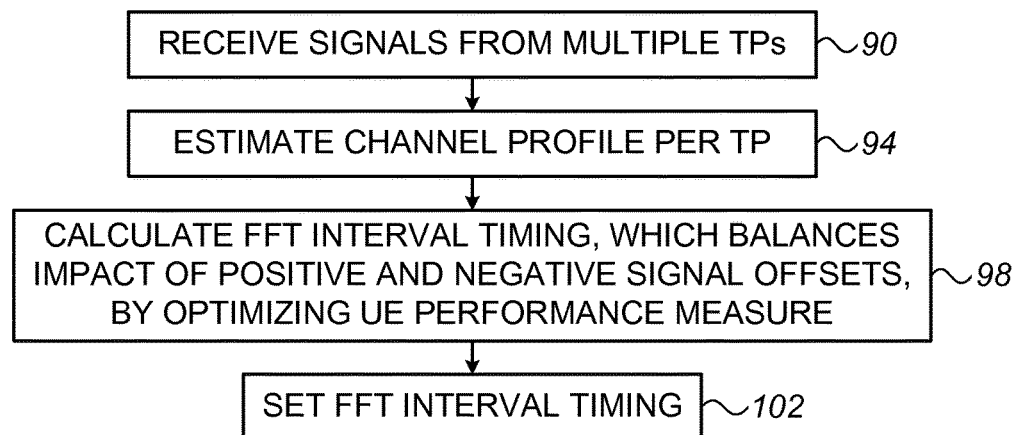 RECEIVE SIGNALS FROM MULTIPLE TPs 90
ESTIMATE CHANNEL PROFILE PER TP 94
CALCULATE FFT INTERVAL TIMING, WHICH BALANCES
IMPACT OF POSITIVE AND NEGATIVE SIGNAL OFFSETS, 98
BY OPTIMIZING UE PERFORMANCE MEASURE
SET FFT INTERVAL TIMING 102